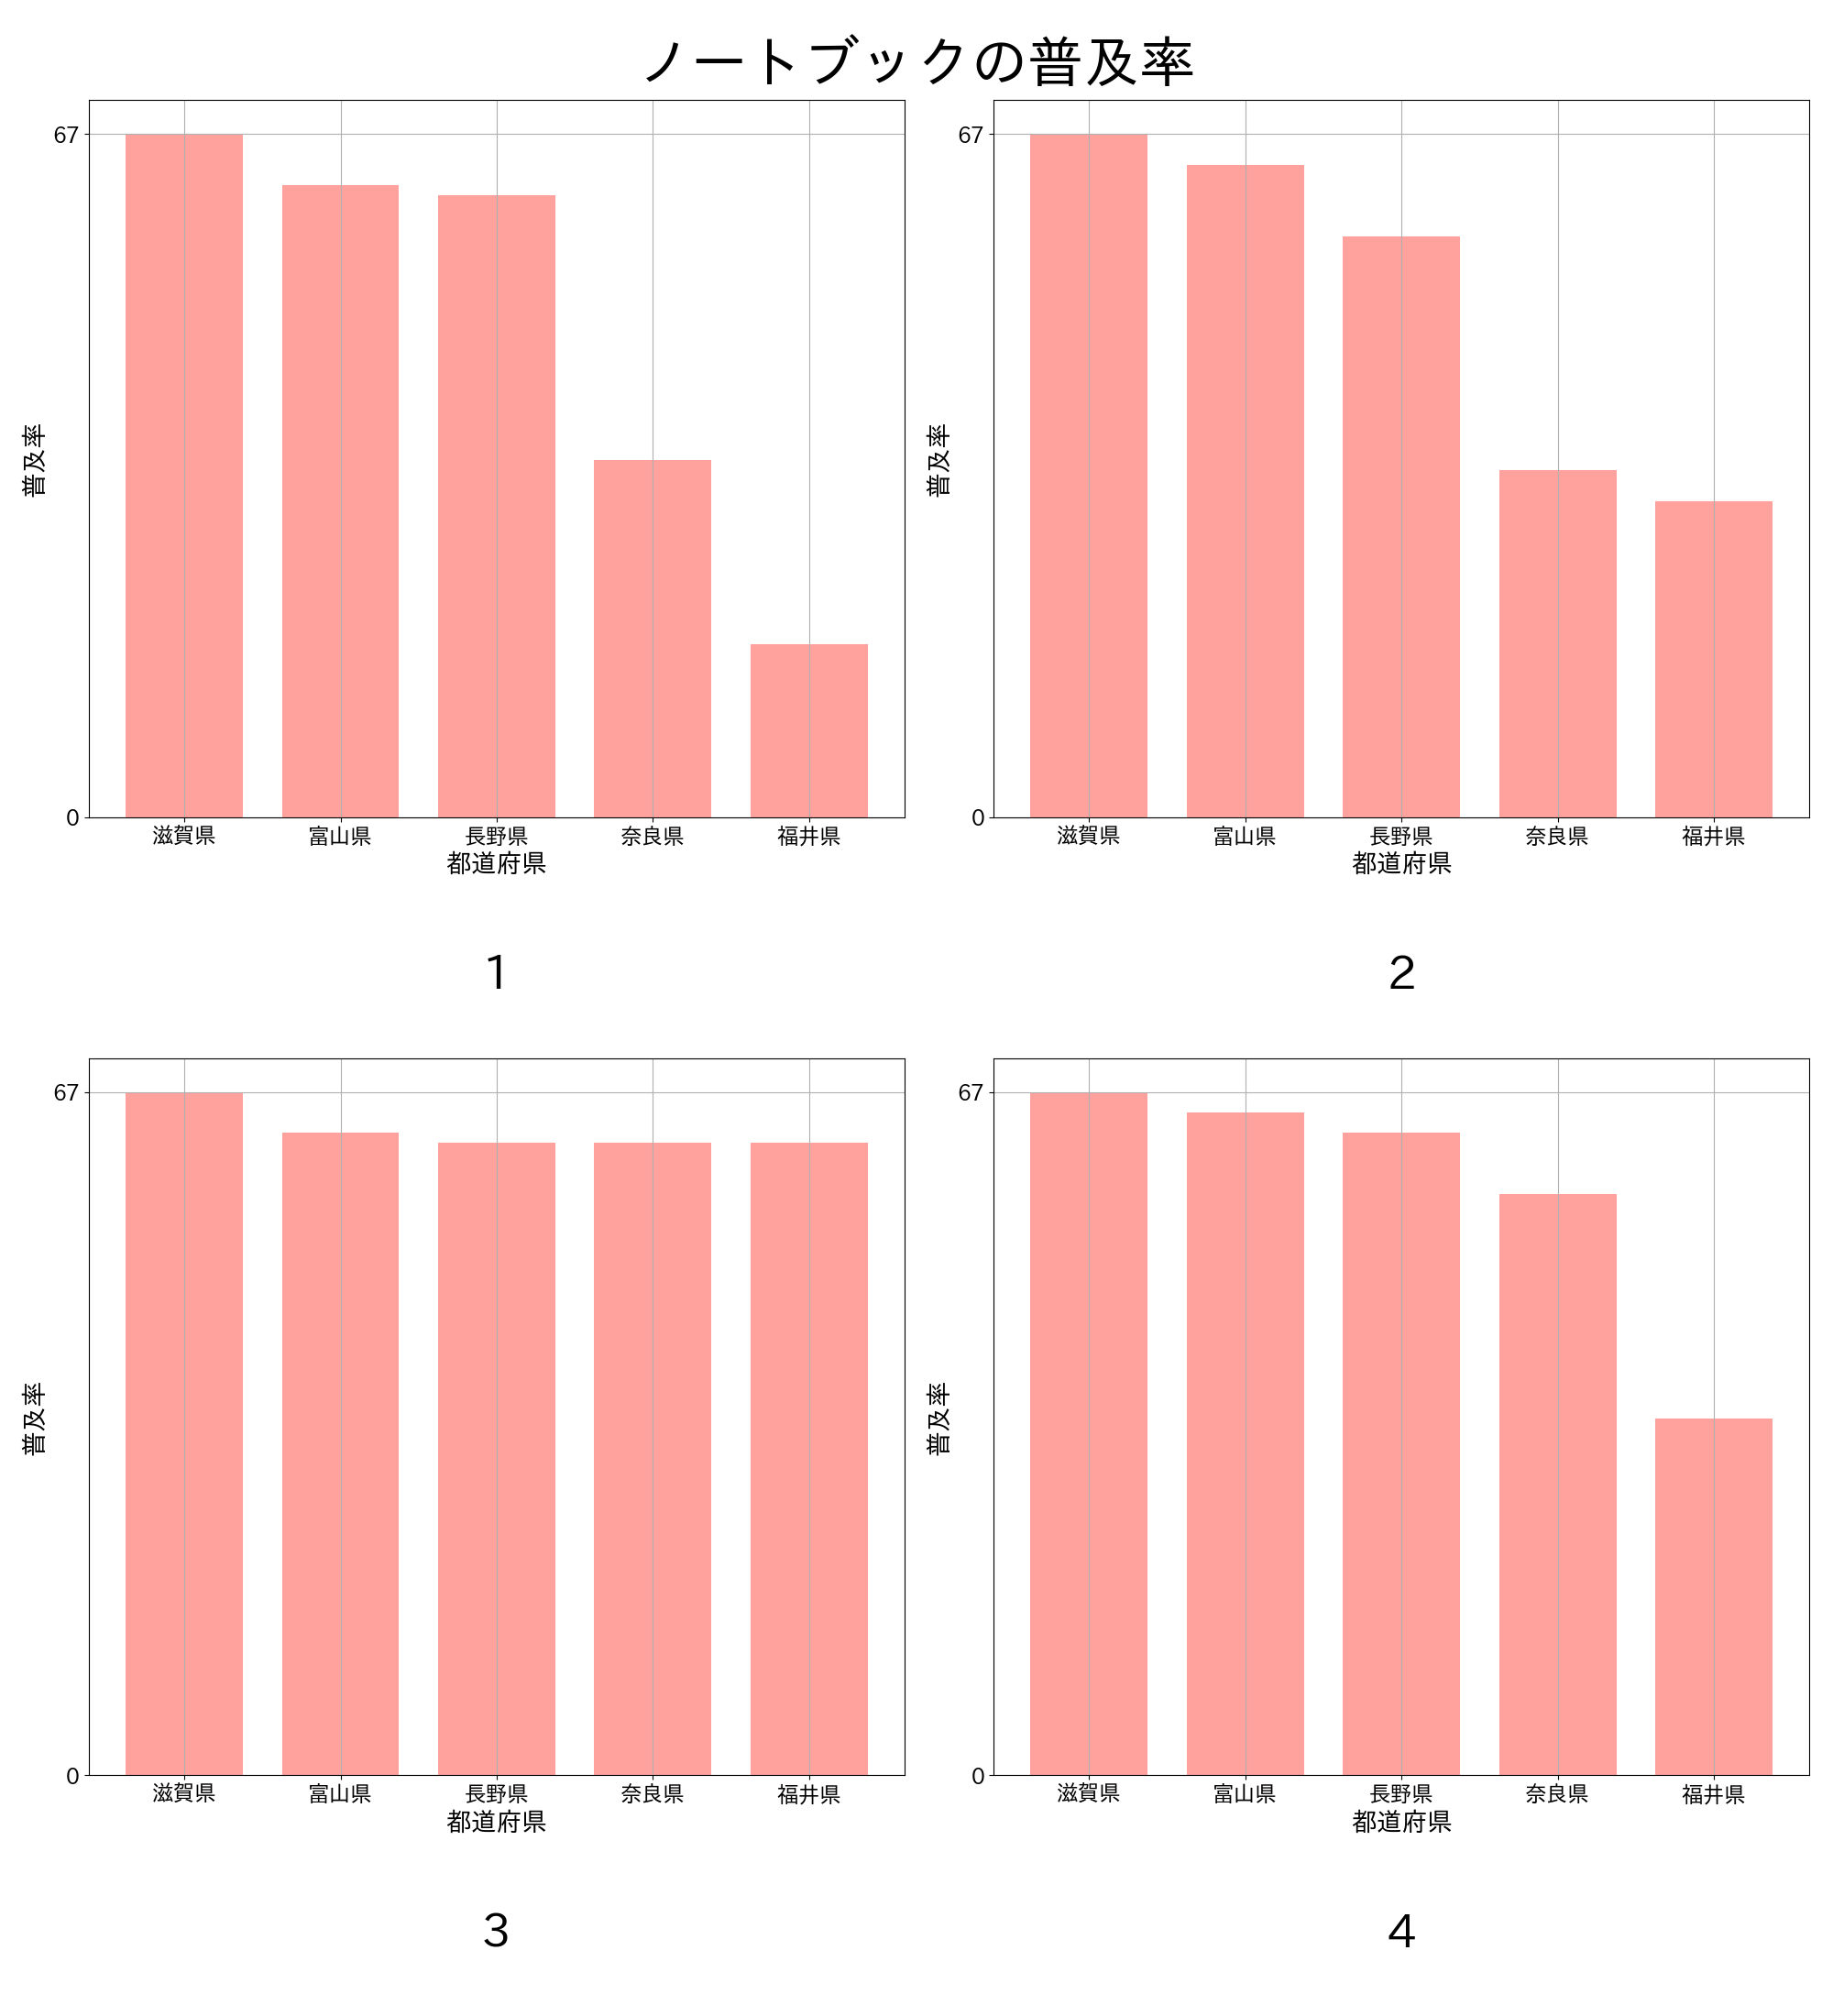 ノートブックの普及率
67
0
普及率
滋賀県 富山県 長野県 奈良県 福井県
都道府県
1
67
0
普及率
滋賀県 富山県 長野県 奈良県 福井県
都道府県
2
67
0
普及率
滋賀県 富山県 長野県 奈良県 福井県
都道府県
3
67
0
普及率
滋賀県 富山県 長野県 奈良県 福井県
都道府県
4